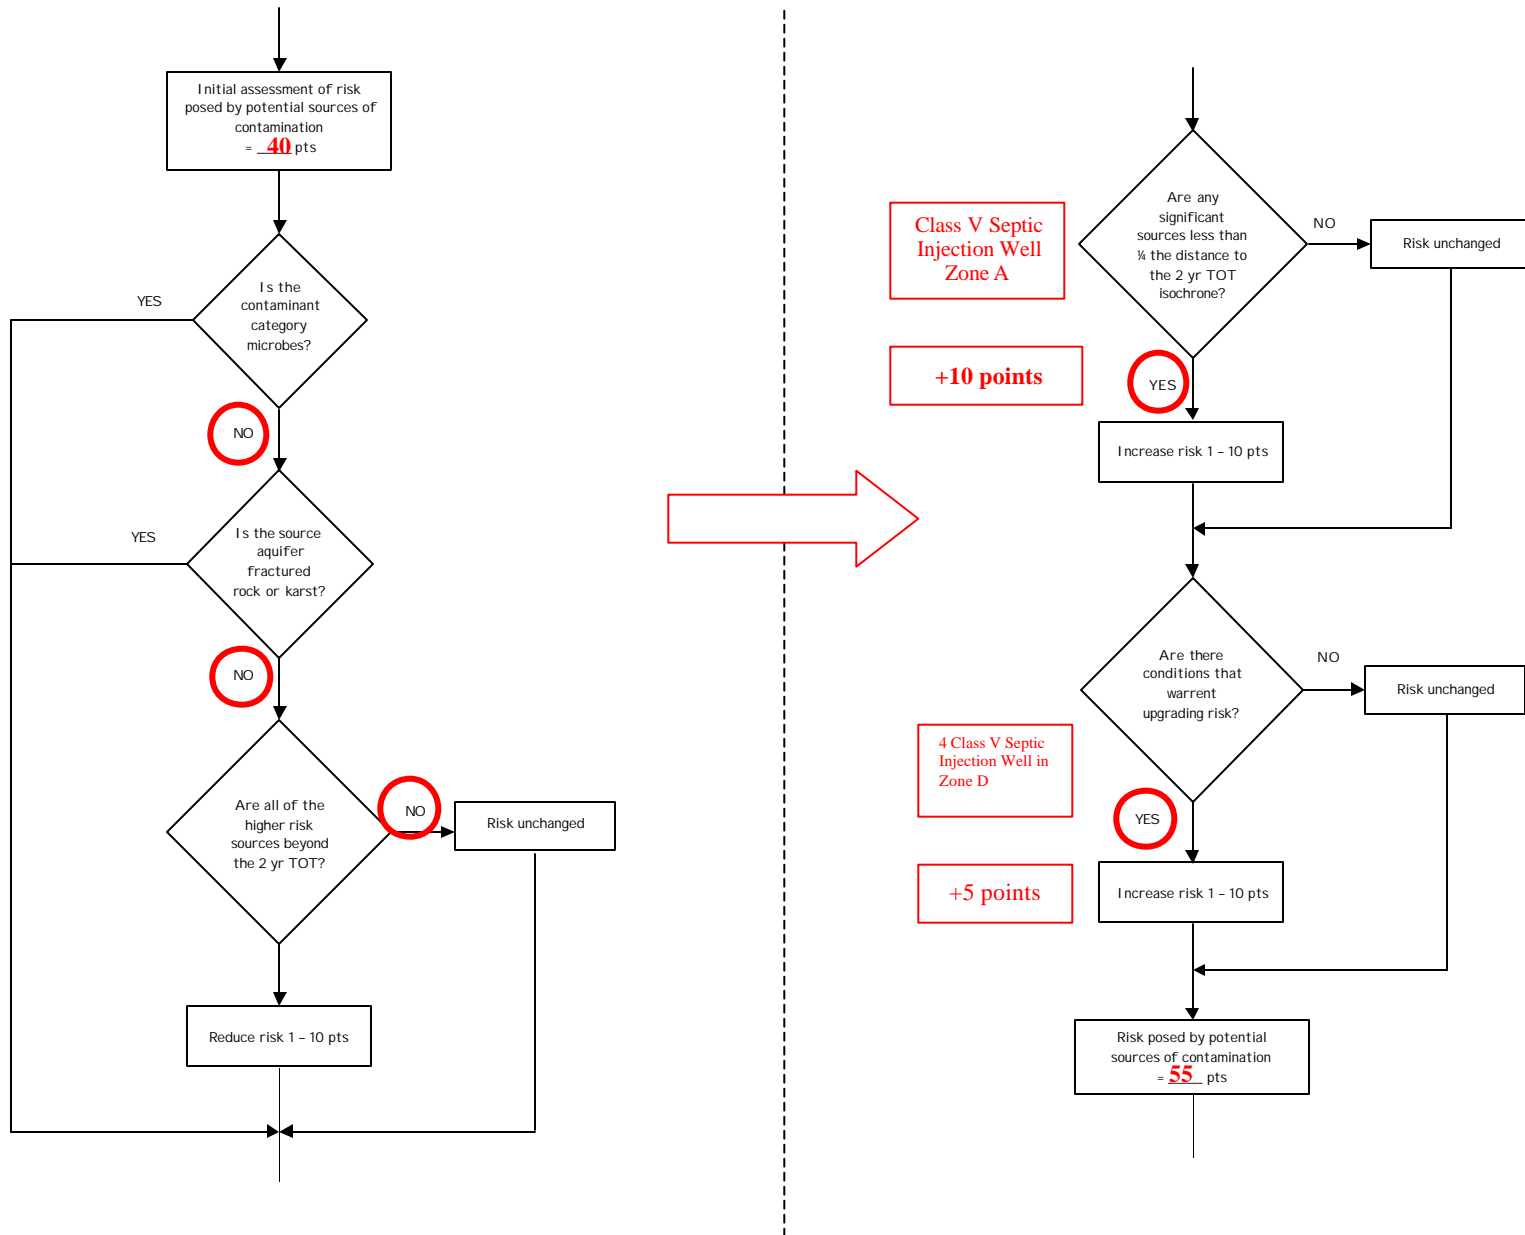 Initial assessment of risk
posed by potential sources of
contamination
= 40 pts
Is the
contaminant
category
microbes?
YES
NO
Is the source
aquifer
fractured
rock or karst?
YES
NO
Are all of the
higher risk
sources beyond
the 2 yr TOT?
NO
Risk unchanged
Reduce risk 1 – 10 pts
Class V Septic
Injection Well
Zone A
Are any
significant
sources less than
¼ the distance to
the 2 yr TOT
isochrone?
NO
Risk unchanged
+10 points
YES
Increase risk 1 – 10 pts
Are there
conditions that
warrent
upgrading risk?
NO
Risk unchanged
4 Class V Septic
Injection Well in
Zone D
YES
+5 points
Increase risk 1 – 10 pts
Risk posed by potential
sources of contamination
= 55 pts